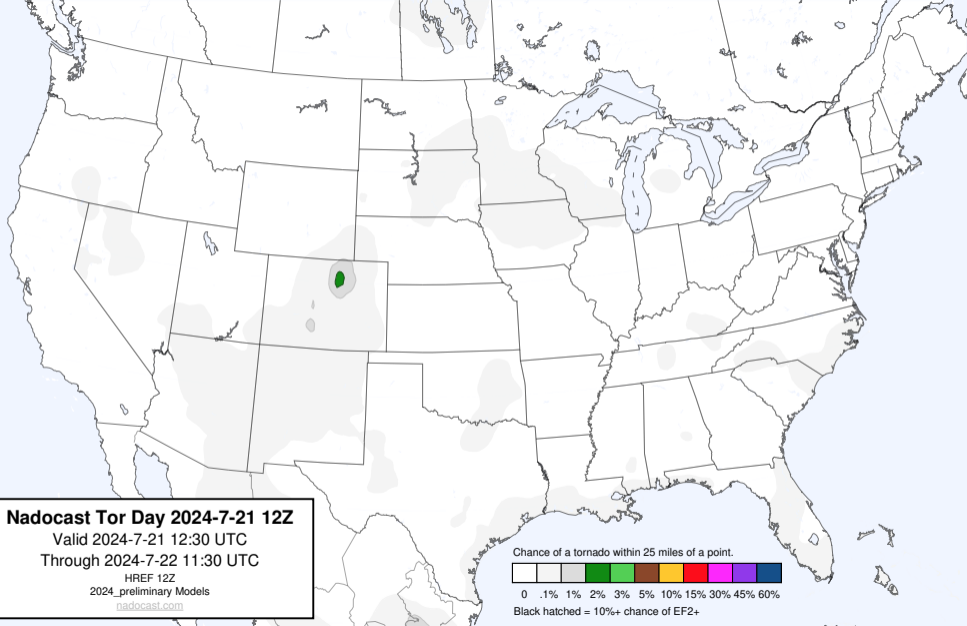 Nadocast Tor Day 2024-7-21 12Z
Valid 2024-7-21 12:30 UTC
Through 2024-7-22 11:30 UTC
HREF 12Z
2024_preliminary Models
nadocast.com
Chance of a tornado within 25 miles of a point.
0 .1% 1% 2% 3% 5% 10% 15% 30% 45% 60%
Black hatched = 10%+ chance of EF2+